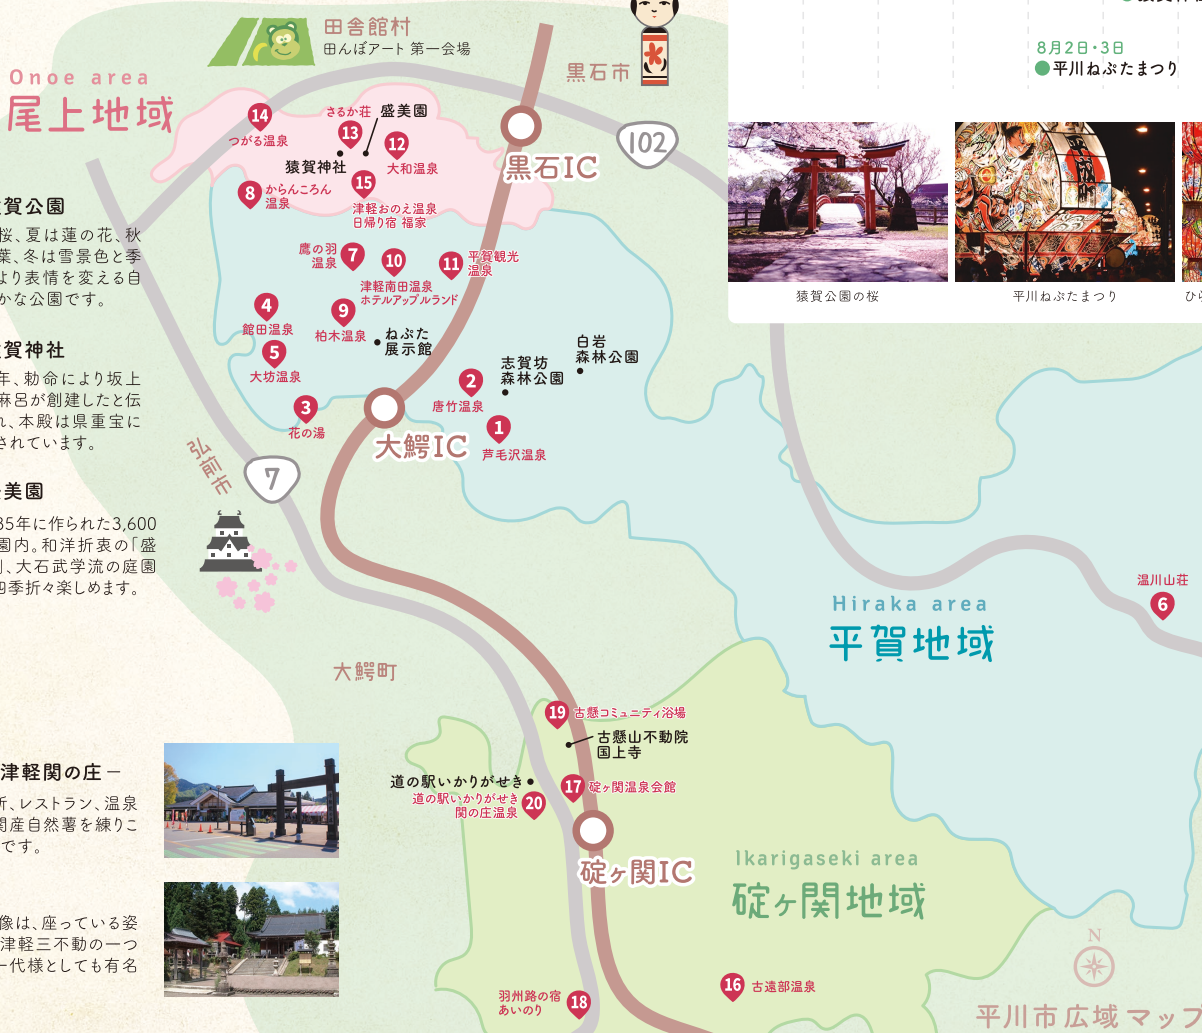 田舎館村
田んぼアート 第一会場
黒石市
8月2日・3日
平川ねぷたまつり
Onoe area
尾上地域
14
つがる温泉
さるか荘
13
盛美園
12
大和温泉
猿賀神社
15
津軽おのえ温泉
日帰り宿 福家
8
からんころん
温泉
黒石IC
102
平川町
猿賀公園の桜
平川ねぷたまつり
ひら
賀公園
桜、夏は蓮の花、秋
葉、冬は雪景色と季
より表情を変える自
かな公園です。
鷹の羽
温泉
7
10
津軽南田温泉
ホテルアップルランド
11
平賀観光
温泉
4
館田温泉
9
柏木温泉
5
大坊温泉
ねぷた
展示館
白岩
森林公園
志賀坊
森林公園
2
唐竹温泉
3
花の湯
1
芦毛沢温泉
大鰐IC
賀神社
年、勅命により坂上
麻呂が創建したと伝
れ、本殿は県重宝に
されています。
弘前市
7
美園
35年に作られた3,600
園内。和洋折衷の「盛
、大石武学流の庭園
四季折々楽しめます。
温川山荘
6
Hiraka area
平賀地域
大鰐町
19
古懸コミュニティ浴場
古懸山不動院
国上寺
道の駅いかりがせき
17
碇ヶ関温泉会館
道の駅いかりがせき
関の庄温泉
20
碇ヶ関IC
津軽関の庄―
所、レストラン、温泉
関産自然薯を練りこ
です。
Ikarigaseki area
碇ヶ関地域
像は、座っている姿
津軽三不動の一つ
一代様としても有名
羽州路の宿
あいのり
18
16
古遠部温泉
N
平川市広域マップ